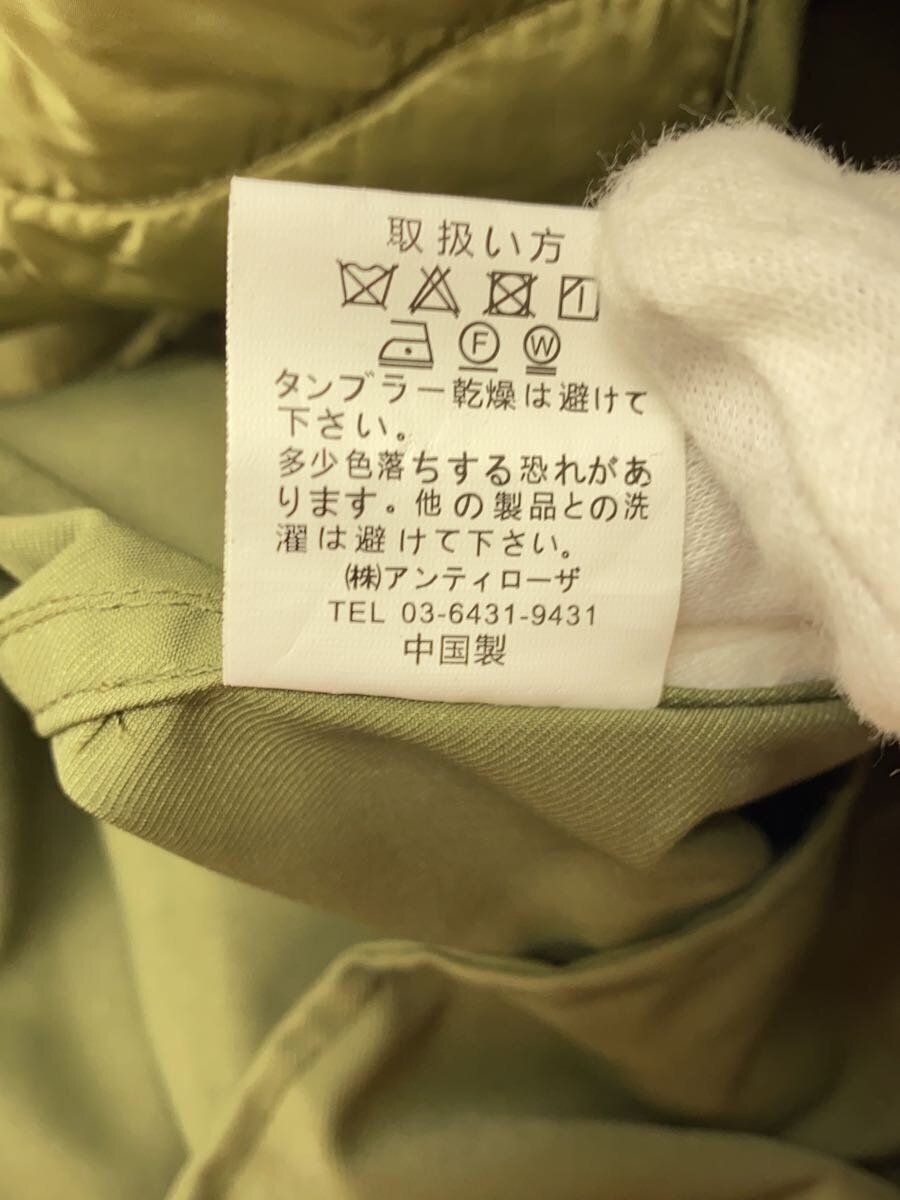 取扱い方
F W
タンブラー乾燥は避けて
下さい。
多少色落ちする恐れがあ
ります。他の製品との洗
濯は避けて下さい。
㈱アンティローザ
TEL 03-6431-9431
中国製